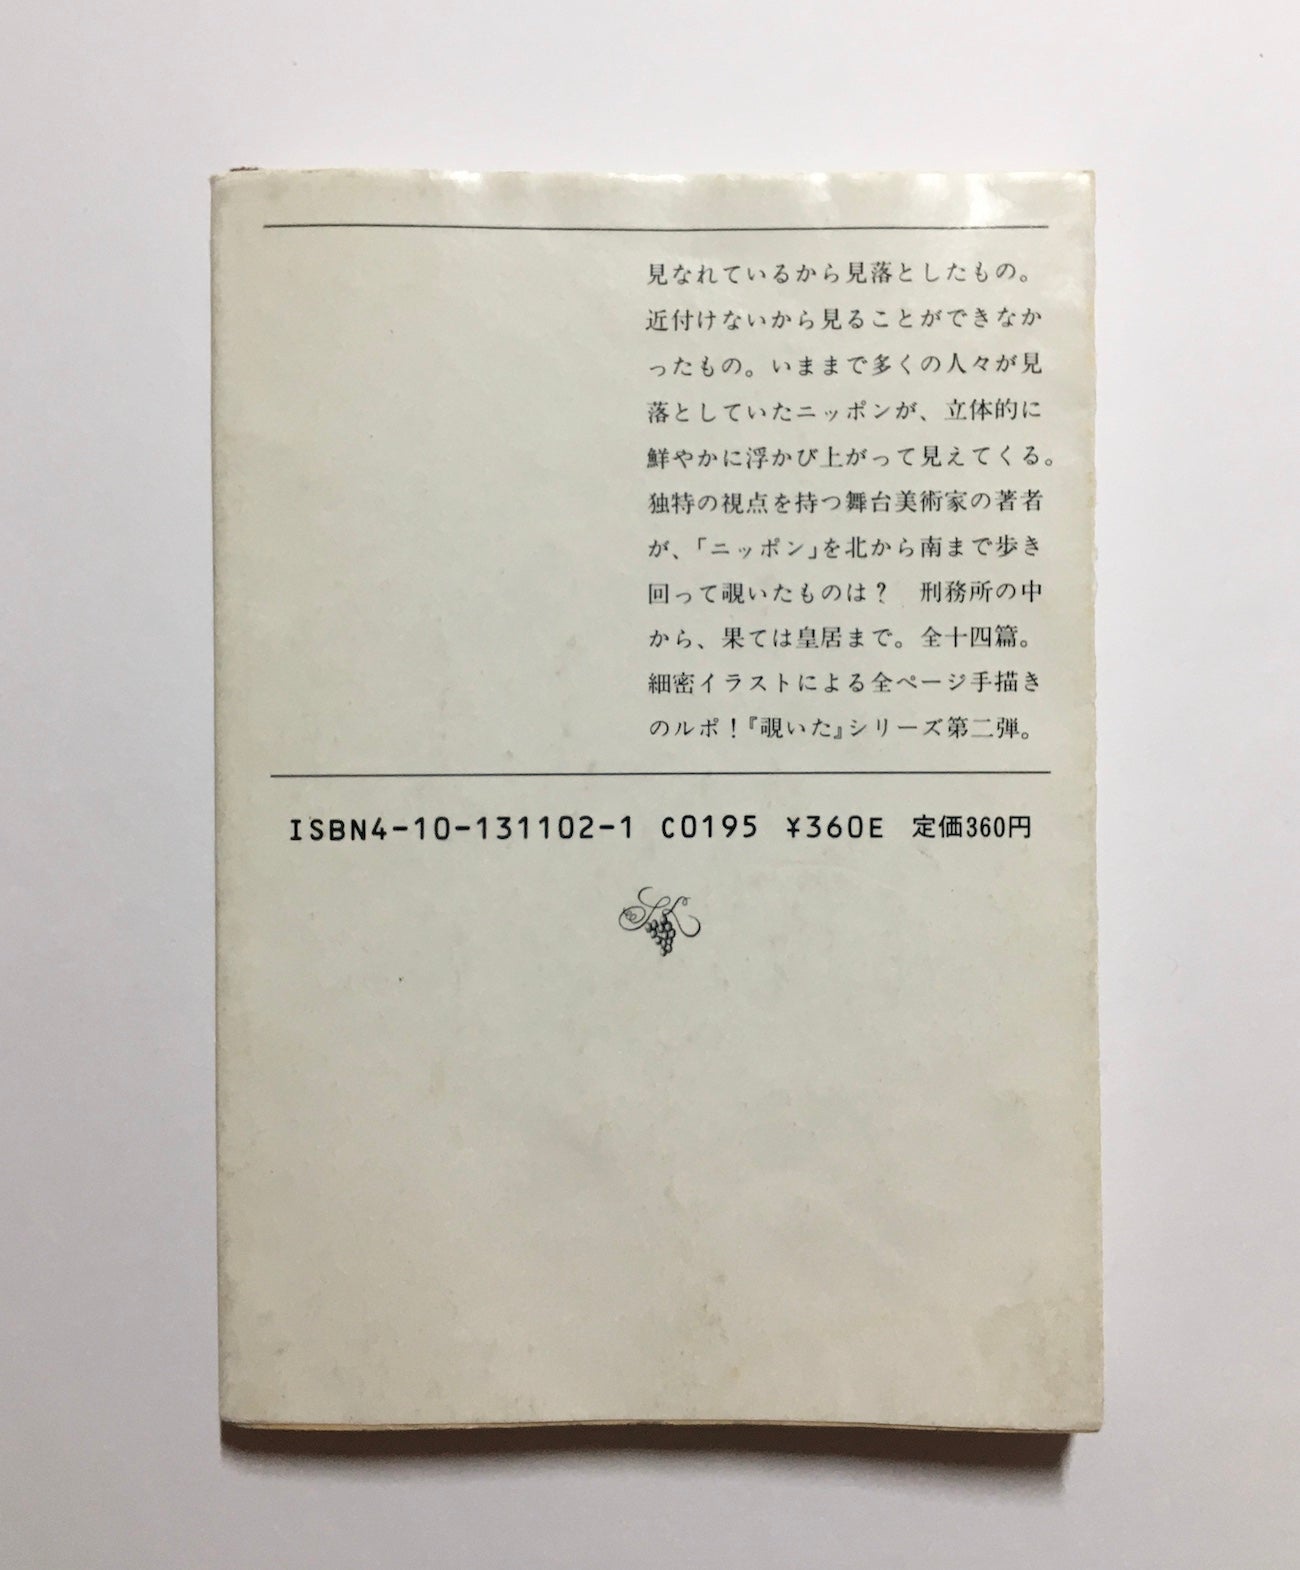 見なれているから見落としたもの。
近付けないから見ることができなか
ったもの。いままで多くの人々が見
落としていたニッポンが、立体的に
鮮やかに浮かび上がって見えてくる。
独特の視点を持つ舞台美術家の著者
が、「ニッポン」を北から南まで歩き
回って覗いたものは？　刑務所の中
から、果ては皇居まで。全十四篇。
細密イラストによる全ページ手描き
のルポ！『覗いた』シリーズ第二弾。
ISBN4-10-131102-1 C0195 ¥360E 定価360円